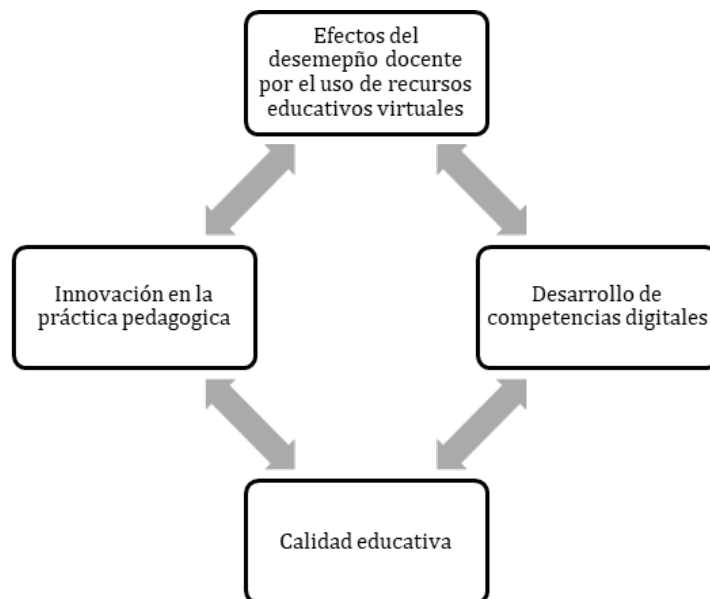 Efectos del
desemepño docente
por el uso de recursos
educativos virtuales
Innovación en la
práctica pedagogica
Desarrollo de
competencias digitales
Calidad educativa